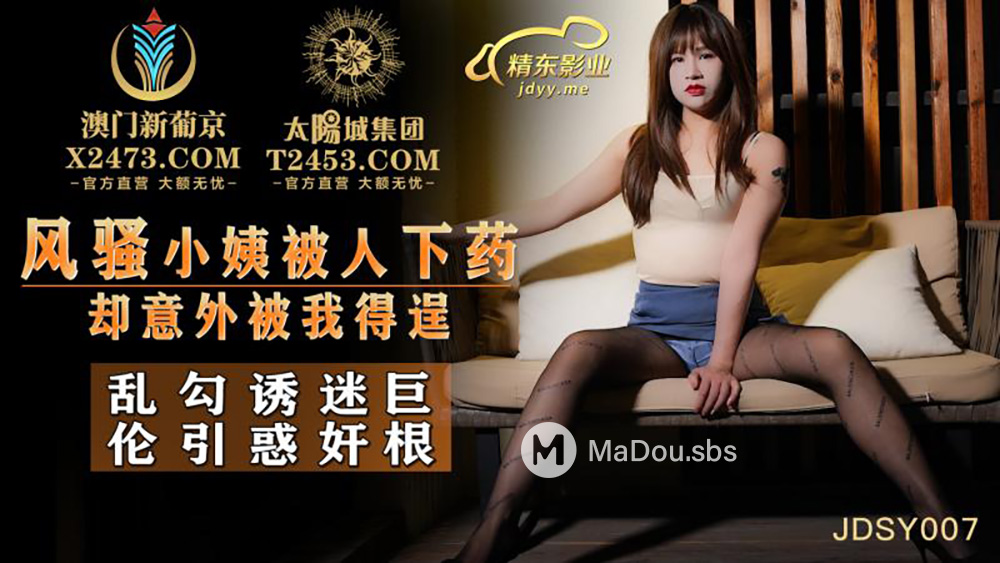 澳门新葡京
X2473.COM
-官方直营 大额无忧-
太陽城集团
T2453.COM
-官方直营 大额无忧-
精东影业
jdyy.me
风骚小姨被人下药
却意外被我得逞
乱勾诱迷巨
伦引惑奸根
M MaDou.sbs
JDSY007